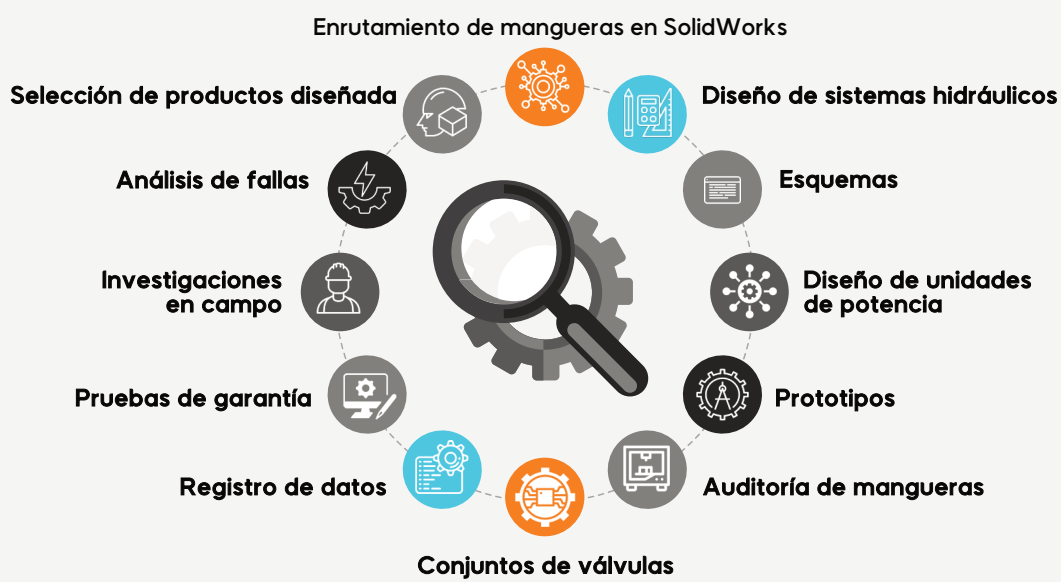 Enrutamiento de mangueras en SolidWorks
Selección de productos diseñada
Diseño de sistemas hidráulicos
Análisis de fallas
Esquemas
Investigaciones
en campo
Diseño de unidades
de potencia
Pruebas de garantía
Prototipos
Registro de datos
Auditoría de mangueras
Conjuntos de válvulas